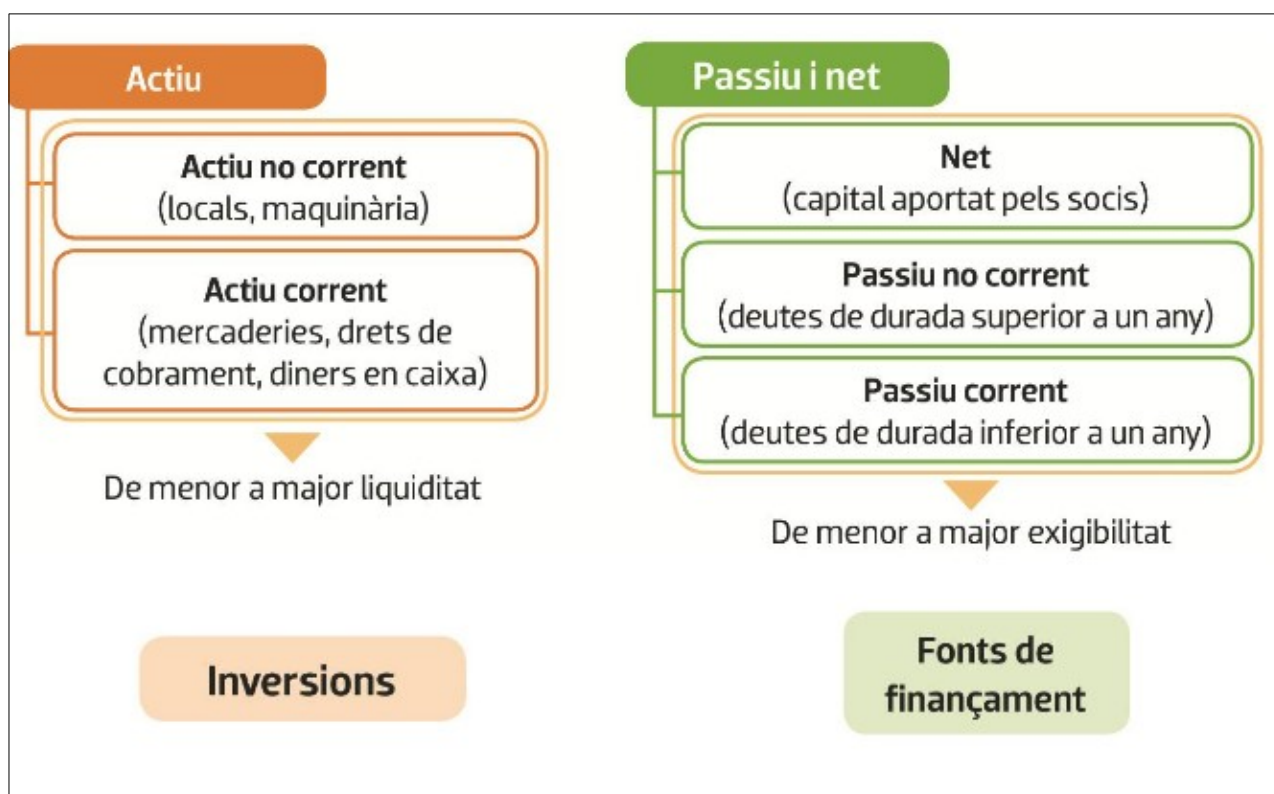 Actiu
Actiu no corrent
(locals, maquinària)
Actiu corrent
(mercaderies, drets de
cobrament, diners en caixa)
De menor a major liquiditat
Inversions
Passiu i net
Net
(capital aportat pels socis)
Passiu no corrent
(deutes de durada superior a un any)
Passiu corrent
(deutes de durada inferior a un any)
De menor a major exigibilitat
Fonts de
finançament